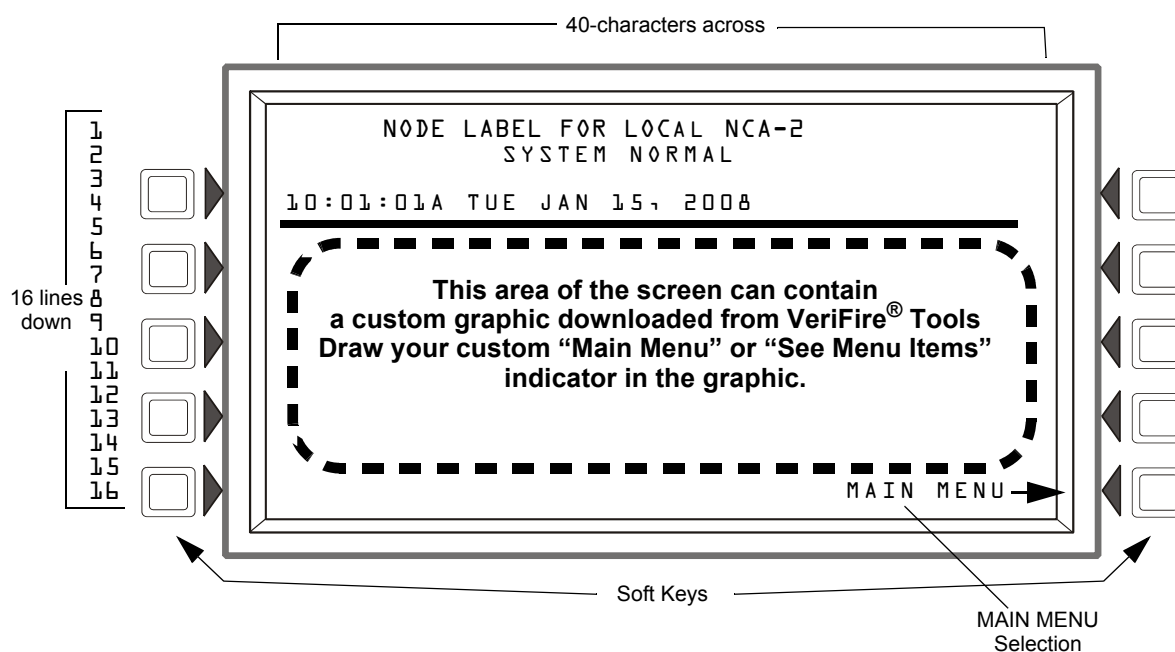 40-characters across
1
2
3
4
5
6
7
8
9
10
11
12
13
14
15
16
16 lines
down
NODE LABEL FOR LOCAL NCA-2
SYSTEM NORMAL
10:01:01A TUE JAN 15, 2008
This area of the screen can contain
a custom graphic downloaded from VeriFire® Tools
Draw your custom “Main Menu” or “See Menu Items”
indicator in the graphic.
MAIN MENU
Soft Keys
MAIN MENU
Selection